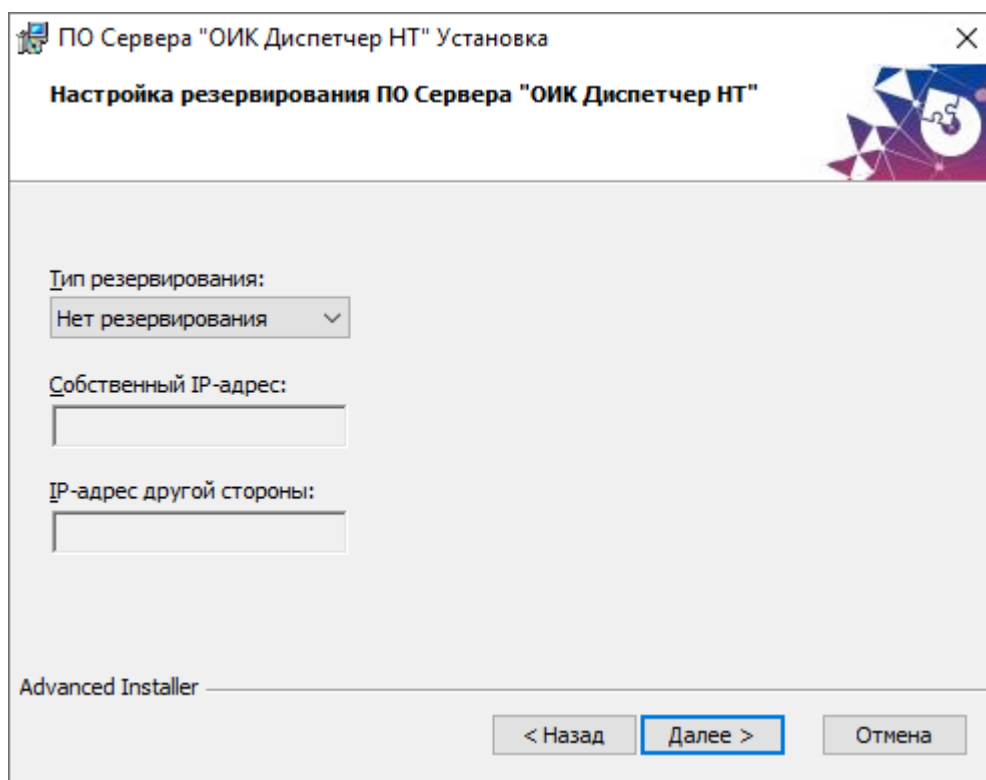 ПО Сервера "ОИК Диспетчер НТ" Установка
Настройка резервирования ПО Сервера "ОИК Диспетчер НТ"
Тип резервирования:
Нет резервирования
Собственный IP-адрес:
IP-адрес другой стороны:
Advanced Installer
< Назад Далее > Отмена